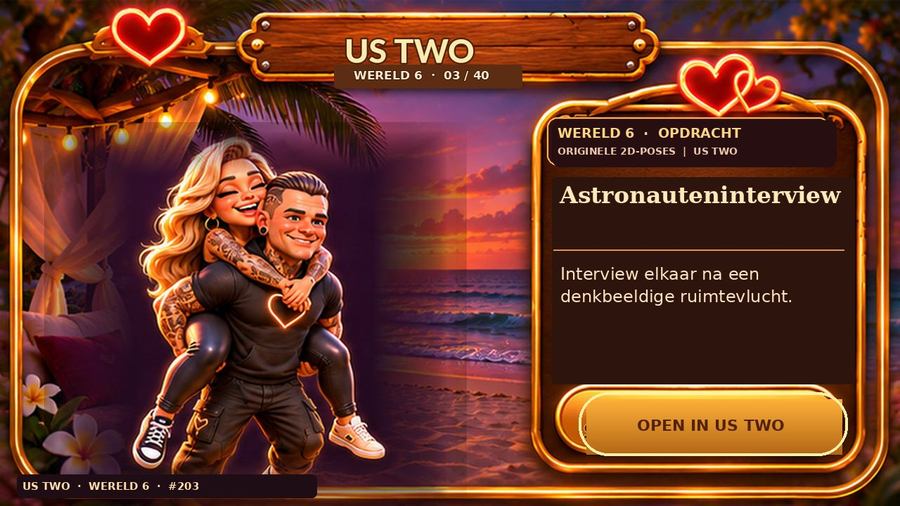 US TWO
WERELD 6 · 03 / 40
WERELD 6 · OPDRACHT
ORIGINELE 2D-POSES | US TWO
Astronauteninterview
Interview elkaar na een
denkbeeldige ruimtevlucht.
OPEN IN US TWO
US TWO · WERELD 6 · #203